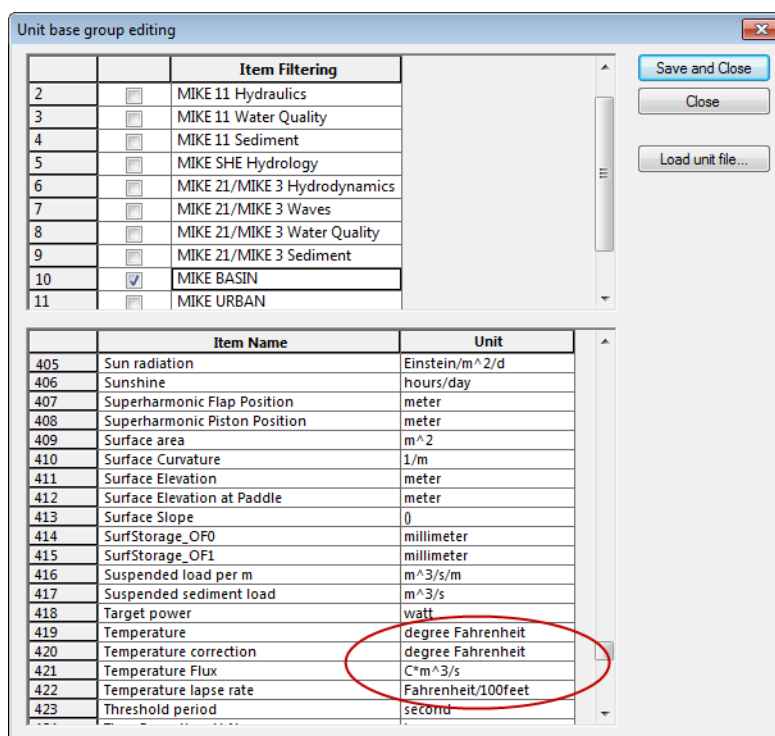 Unit base group editing
Item Filtering
2 MIKE 11 Hydraulics
3 MIKE 11 Water Quality
4 MIKE 11 Sediment
5 MIKE SHE Hydrology
6 MIKE 21/MIKE 3 Hydrodynamics
7 MIKE 21/MIKE 3 Waves
8 MIKE 21/MIKE 3 Water Quality
9 MIKE 21/MIKE 3 Sediment
10 MIKE BASIN
11 MIKE URBAN
Save and Close
Close
Load unit file...
Item Name Unit
405 Sun radiation Einstein/m^2/d
406 Sunshine hours/day
407 Superharmonic Flap Position meter
408 Superharmonic Piston Position meter
409 Surface area m^2
410 Surface Curvature 1/m
411 Surface Elevation meter
412 Surface Elevation at Paddle meter
413 Surface Slope ()
414 SurfStorage_OF0 millimeter
415 SurfStorage_OF1 millimeter
416 Suspended load per m m^3/s/m
417 Suspended sediment load m^3/s
418 Target power watt
419 Temperature degree Fahrenheit
420 Temperature correction degree Fahrenheit
421 Temperature Flux C*m^3/s
422 Temperature lapse rate Fahrenheit/100feet
423 Threshold period second